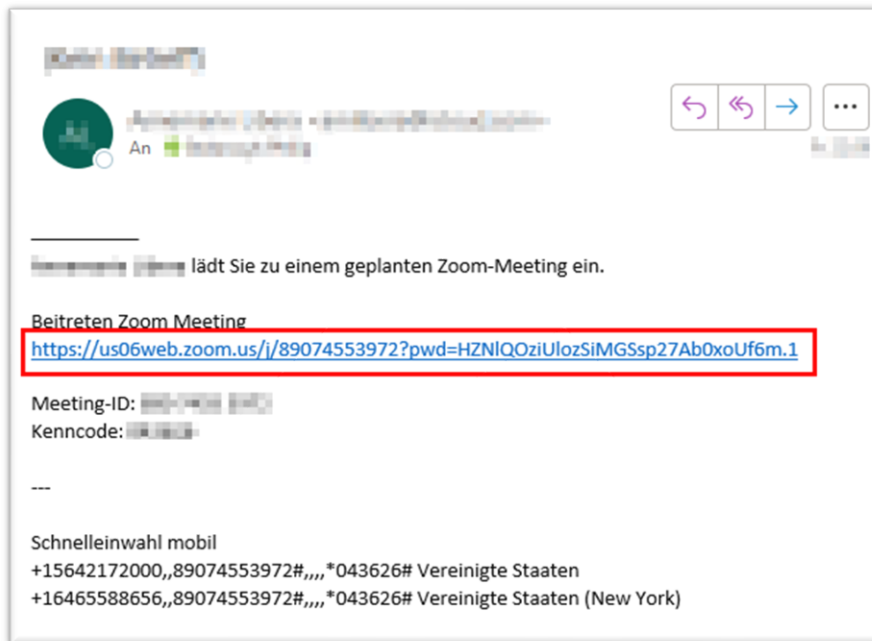 An
lädt Sie zu einem geplanten Zoom-Meeting ein.
Beitreten Zoom Meeting
https://us06web.zoom.us/j/89074553972?pwd=HZNlQOziUlozSiMGSsp27Ab0xoUf6m.1
Meeting-ID:
Kenncode:
---
Schnelleinwahl mobil
+15642172000,,89074553972#,,,,*043626# Vereinigte Staaten
+16465588656,,89074553972#,,,,*043626# Vereinigte Staaten (New York)